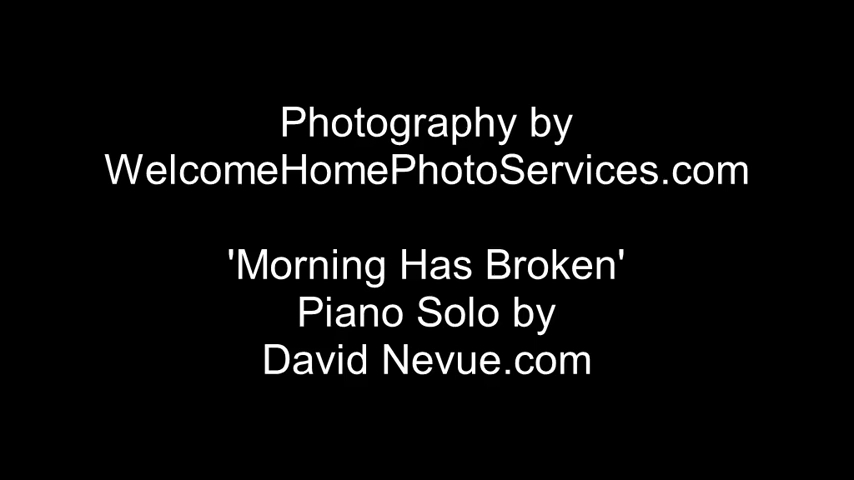 Photography by
WelcomeHomePhotoServices.com
'Morning Has Broken'
Piano Solo by
David Nevue.com